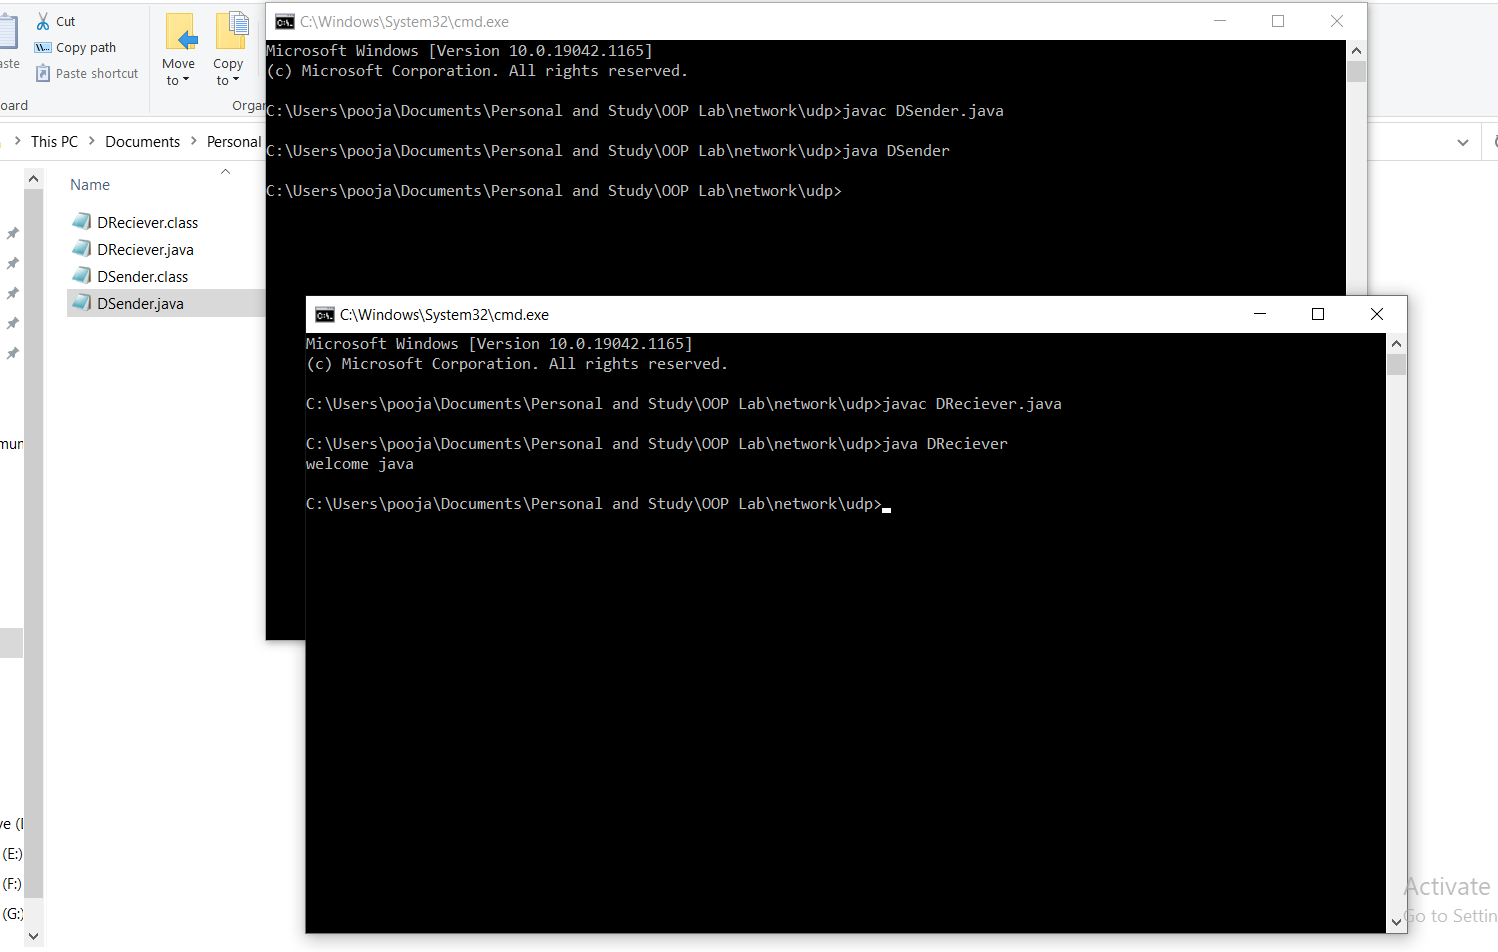 Cut
Copy path
Paste shortcut
aste
Move to
Copy to
oard
Organ
This PC > Documents > Personal
Name
DReciever.class
DReciever.java
DSender.class
DSender.java
mun
ve (
(E:)
(F:)
(G:)
C:\Windows\System32\cmd.exe
Microsoft Windows [Version 10.0.19042.1165]
(c) Microsoft Corporation. All rights reserved.
C:\Users\pooja\Documents\Personal and Study\OOP Lab\network\udp>javac DSender.java
C:\Users\pooja\Documents\Personal and Study\OOP Lab\network\udp>java DSender
C:\Users\pooja\Documents\Personal and Study\OOP Lab\network\udp>
C:\Windows\System32\cmd.exe
Microsoft Windows [Version 10.0.19042.1165]
(c) Microsoft Corporation. All rights reserved.
C:\Users\pooja\Documents\Personal and Study\OOP Lab\network\udp>javac DReciever.java
C:\Users\pooja\Documents\Personal and Study\OOP Lab\network\udp>java DReciever
welcome java
C:\Users\pooja\Documents\Personal and Study\OOP Lab\network\udp>
Activate
Go to Settin